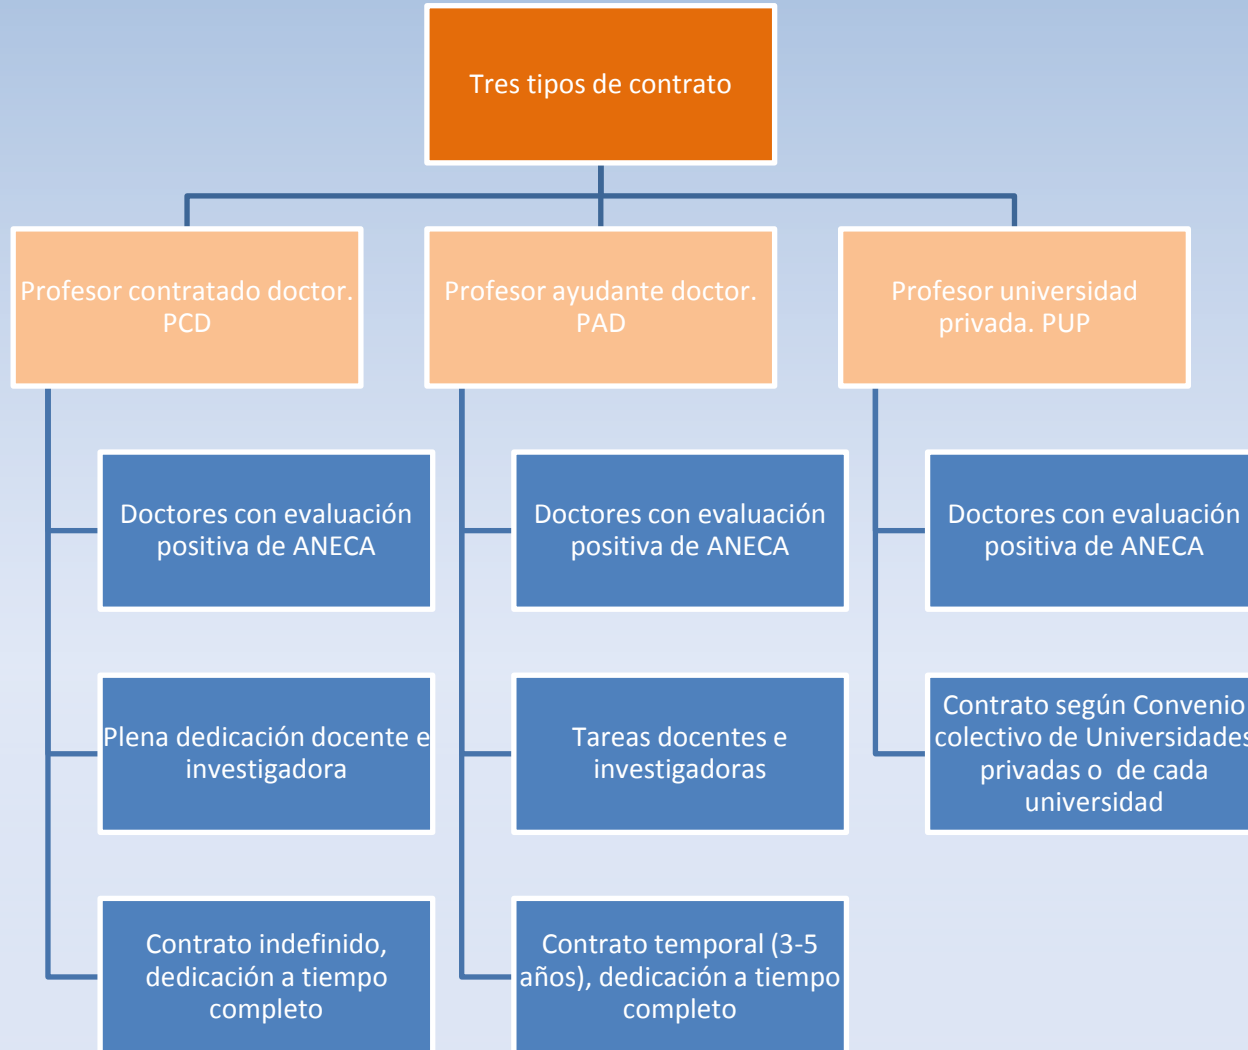 Tres tipos de contrato
Profesor contratado doctor.
PCD
Profesor ayudante doctor.
PAD
Profesor universidad
privada. PUP
Doctores con evaluación
positiva de ANECA
Doctores con evaluación
positiva de ANECA
Doctores con evaluación
positiva de ANECA
Plena dedicación docente e
investigadora
Tareas docentes e
investigadoras
Contrato según Convenio
colectivo de Universidades
privadas o de cada
universidad
Contrato indefinido,
dedicación a tiempo
completo
Contrato temporal (3-5
años), dedicación a tiempo
completo